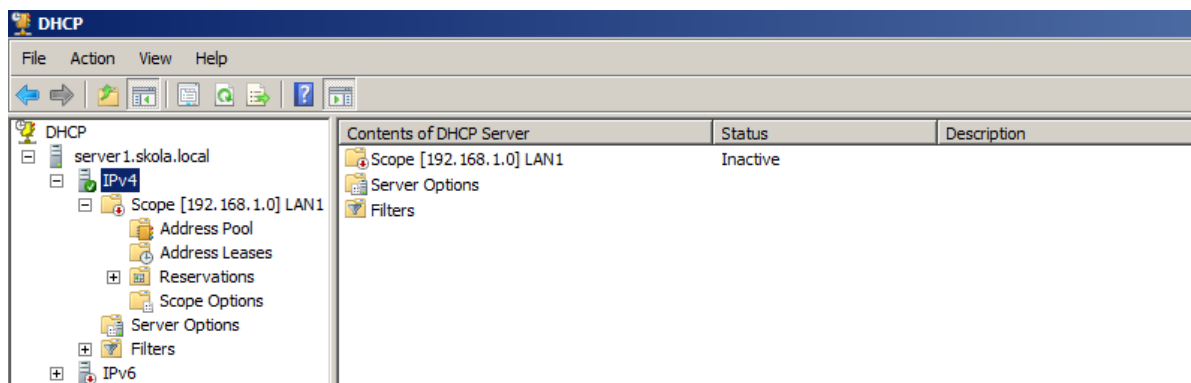 DHCP
File Action View Help
DHCP
server1.skola.local
IPv4
Scope [192.168.1.0] LAN1
Address Pool
Address Leases
Reservations
Scope Options
Server Options
Filters
IPv6
Contents of DHCP Server Status Description
Scope [192.168.1.0] LAN1 Inactive
Server Options
Filters